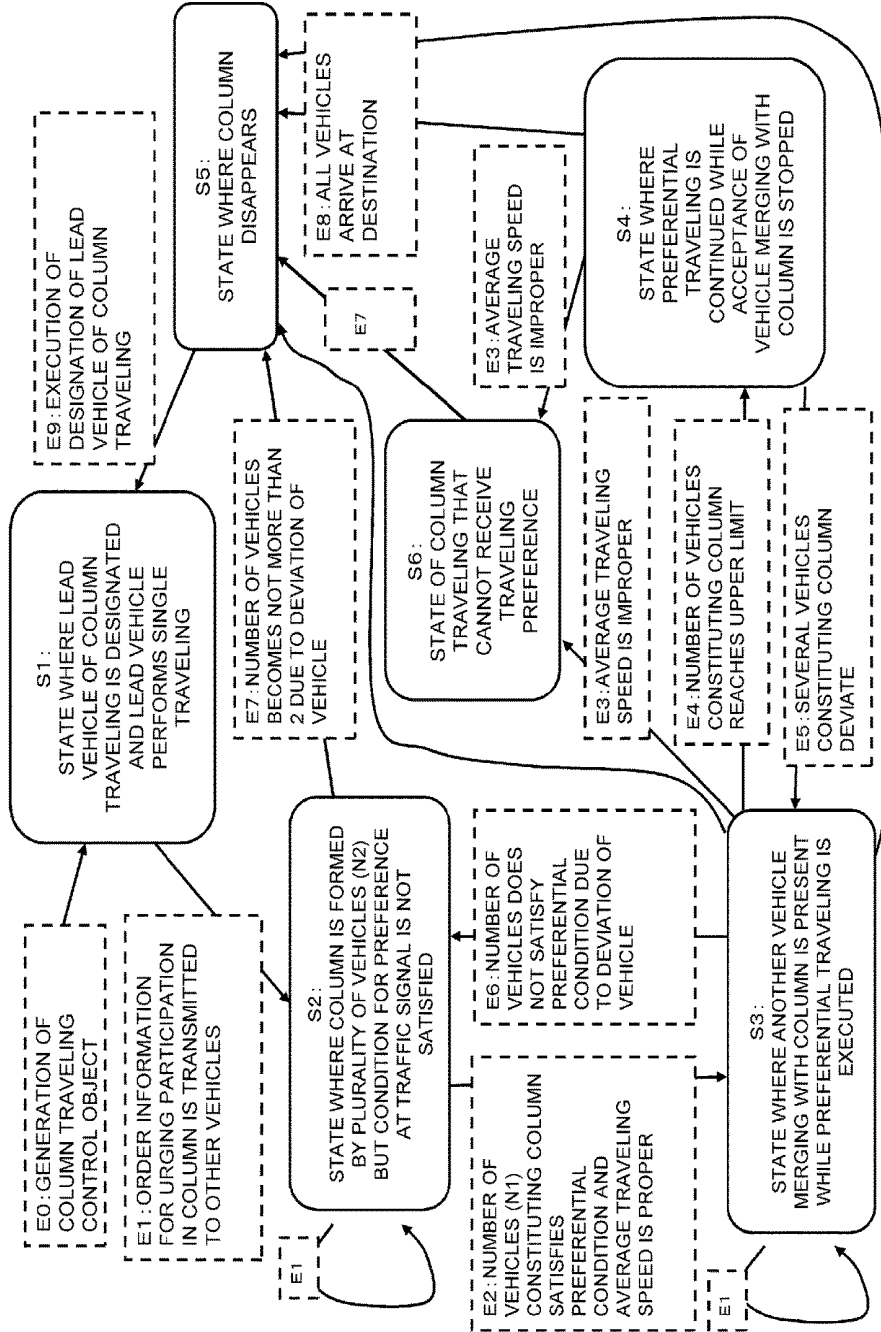 E0:GENERATION OF
COLUMN TRAVELING
CONTROL OBJECT
S1:
STATE WHERE LEAD
VEHICLE OF COLUMN
TRAVELING IS DESIGNATED
AND LEAD VEHICLE
PERFORMS SINGLE
TRAVELING
E9:EXECUTION OF
DESIGNATION OF LEAD
VEHICLE OF COLUMN
TRAVELING
E1:ORDER INFORMATION
FOR URGING PARTICIPATION
IN COLUMN IS TRANSMITTED
TO OTHER VEHICLES
E7:NUMBER OF VEHICLES
BECOMES NOT MORE THAN
2 DUE TO DEVIATION OF
VEHICLE
S5:
STATE WHERE COLUMN
DISAPPEARS
E1
S2:
STATE WHERE COLUMN IS FORMED
BY PLURALITY OF VEHICLES (N2)
BUT CONDITION FOR PREFERENCE
AT TRAFFIC SIGNAL IS NOT
SATISFIED
E7
E8:ALL VEHICLES
ARRIVE AT
DESTINATION
S6:
STATE OF COLUMN
TRAVELING THAT
CANNOT RECEIVE
TRAVELING
PREFERENCE
E3:AVERAGE
TRAVELING SPEED
IS IMPROPER
E2:NUMBER OF
VEHICLES (N1)
CONSTITUTING COLUMN
SATISFIES
PREFERENTIAL
CONDITION AND
AVERAGE TRAVELING
SPEED IS PROPER
E6:NUMBER OF
VEHICLES DOES
NOT SATISFY
PREFERENTIAL
CONDITION DUE
TO DEVIATION OF
VEHICLE
E3:AVERAGE TRAVELING
SPEED IS IMPROPER
E4:NUMBER OF VEHICLES
CONSTITUTING COLUMN
REACHES UPPER LIMIT
S4:
STATE WHERE
PREFERENTIAL
TRAVELING IS
CONTINUED WHILE
ACCEPTANCE OF
VEHICLE MERGING WITH
COLUMN IS STOPPED
E5:SEVERAL VEHICLES
CONSTITUTING COLUMN
DEVIATE
E1
S3:
STATE WHERE ANOTHER VEHICLE
MERGING WITH COLUMN IS PRESENT
WHILE PREFERENTIAL TRAVELING IS
EXECUTED